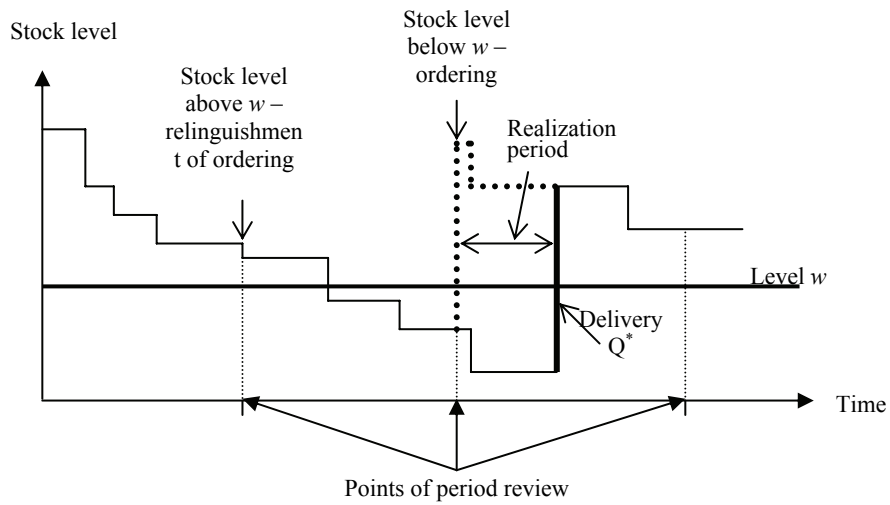 Stock level
Stock level
above w –
relinguishmen
t of ordering
Stock level
below w –
ordering
Realization
period
Level w
Delivery
Q*
Time
Points of period review